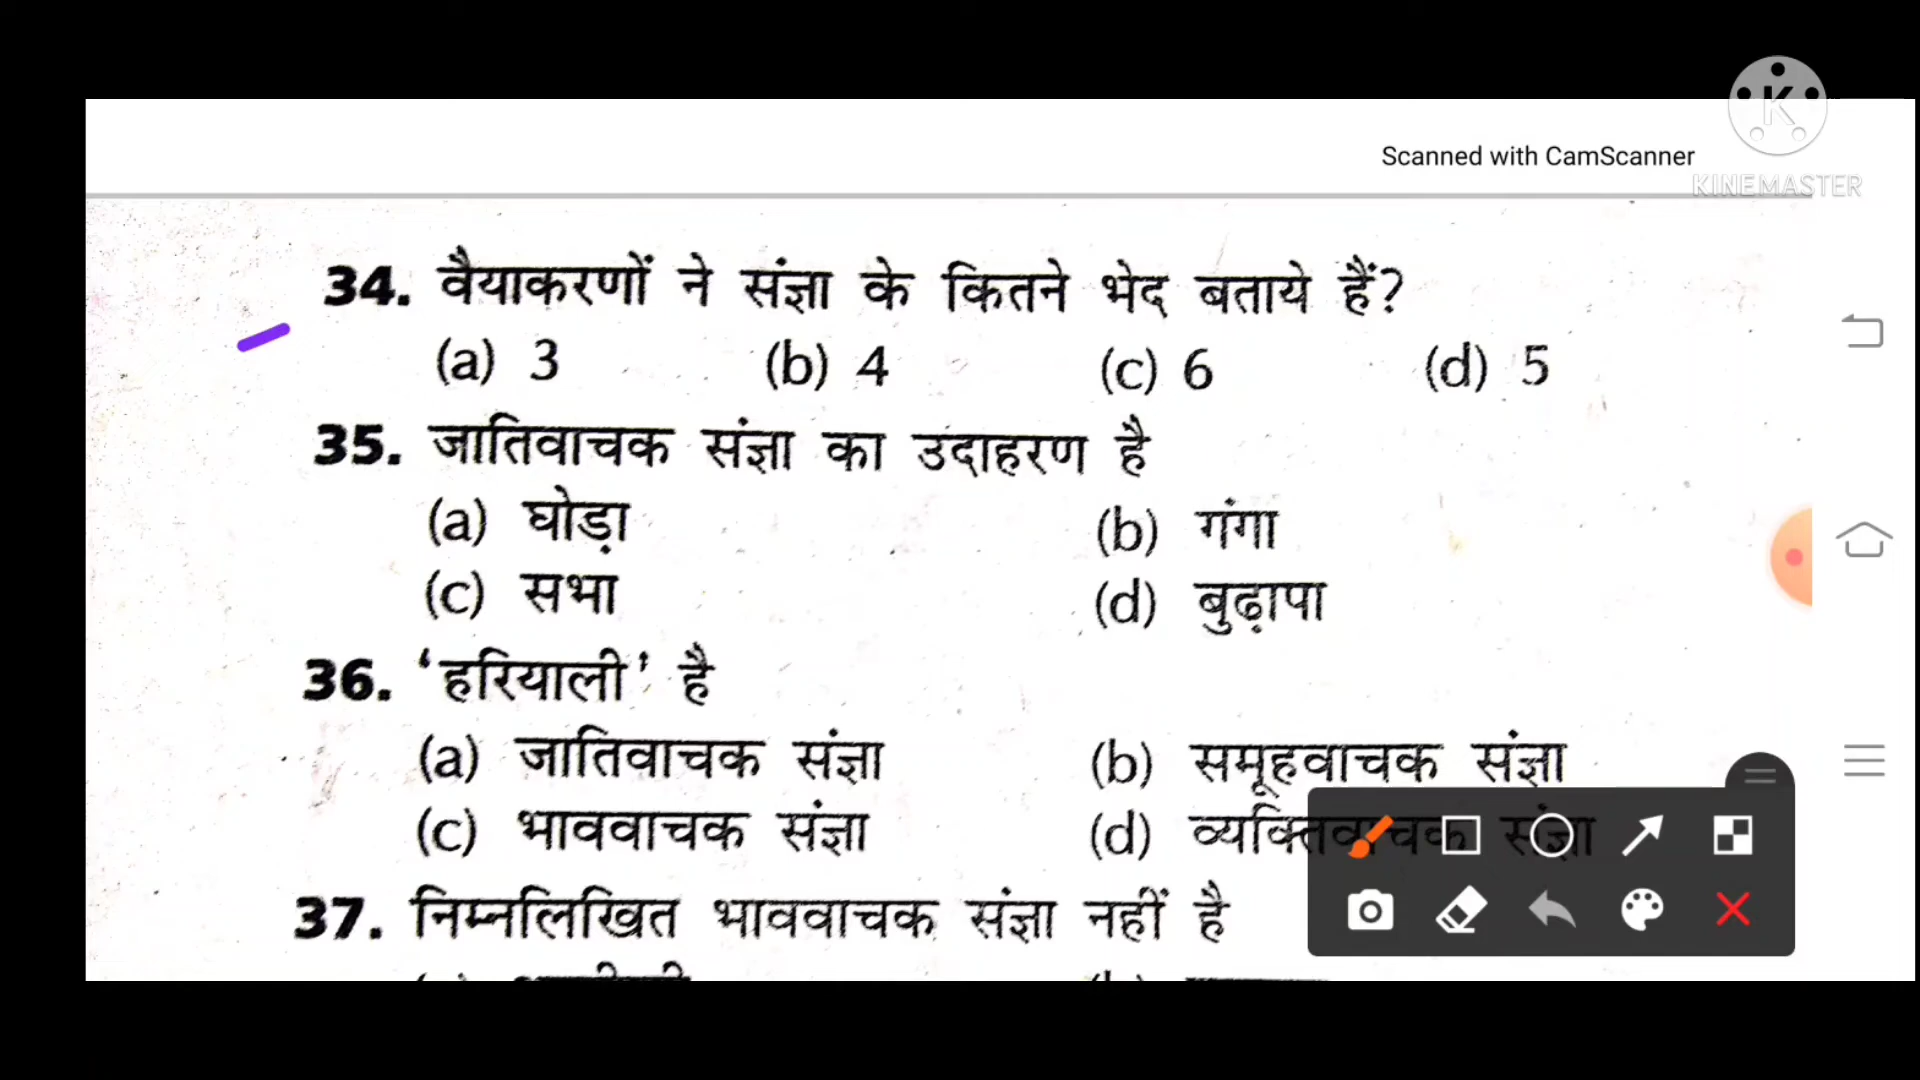 Scanned with CamScanner
KINEMASTER
34. वैयाकरणों ने संज्ञा के कितने भेद बताये हैं?
(a) 3 (b) 4 (c) 6 (d) 5
35. जातिवाचक संज्ञा का उदाहरण है
(a) घोड़ा (b) गंगा
(c) सभा (d) बुढ़ापा
36. ‘हरियाली’ है
(a) जातिवाचक संज्ञा (b) समूहवाचक संज्ञा
(c) भाववाचक संज्ञा (d) व्यक्तिवाचक संज्ञा
37. निम्नलिखित भाववाचक संज्ञा नहीं है